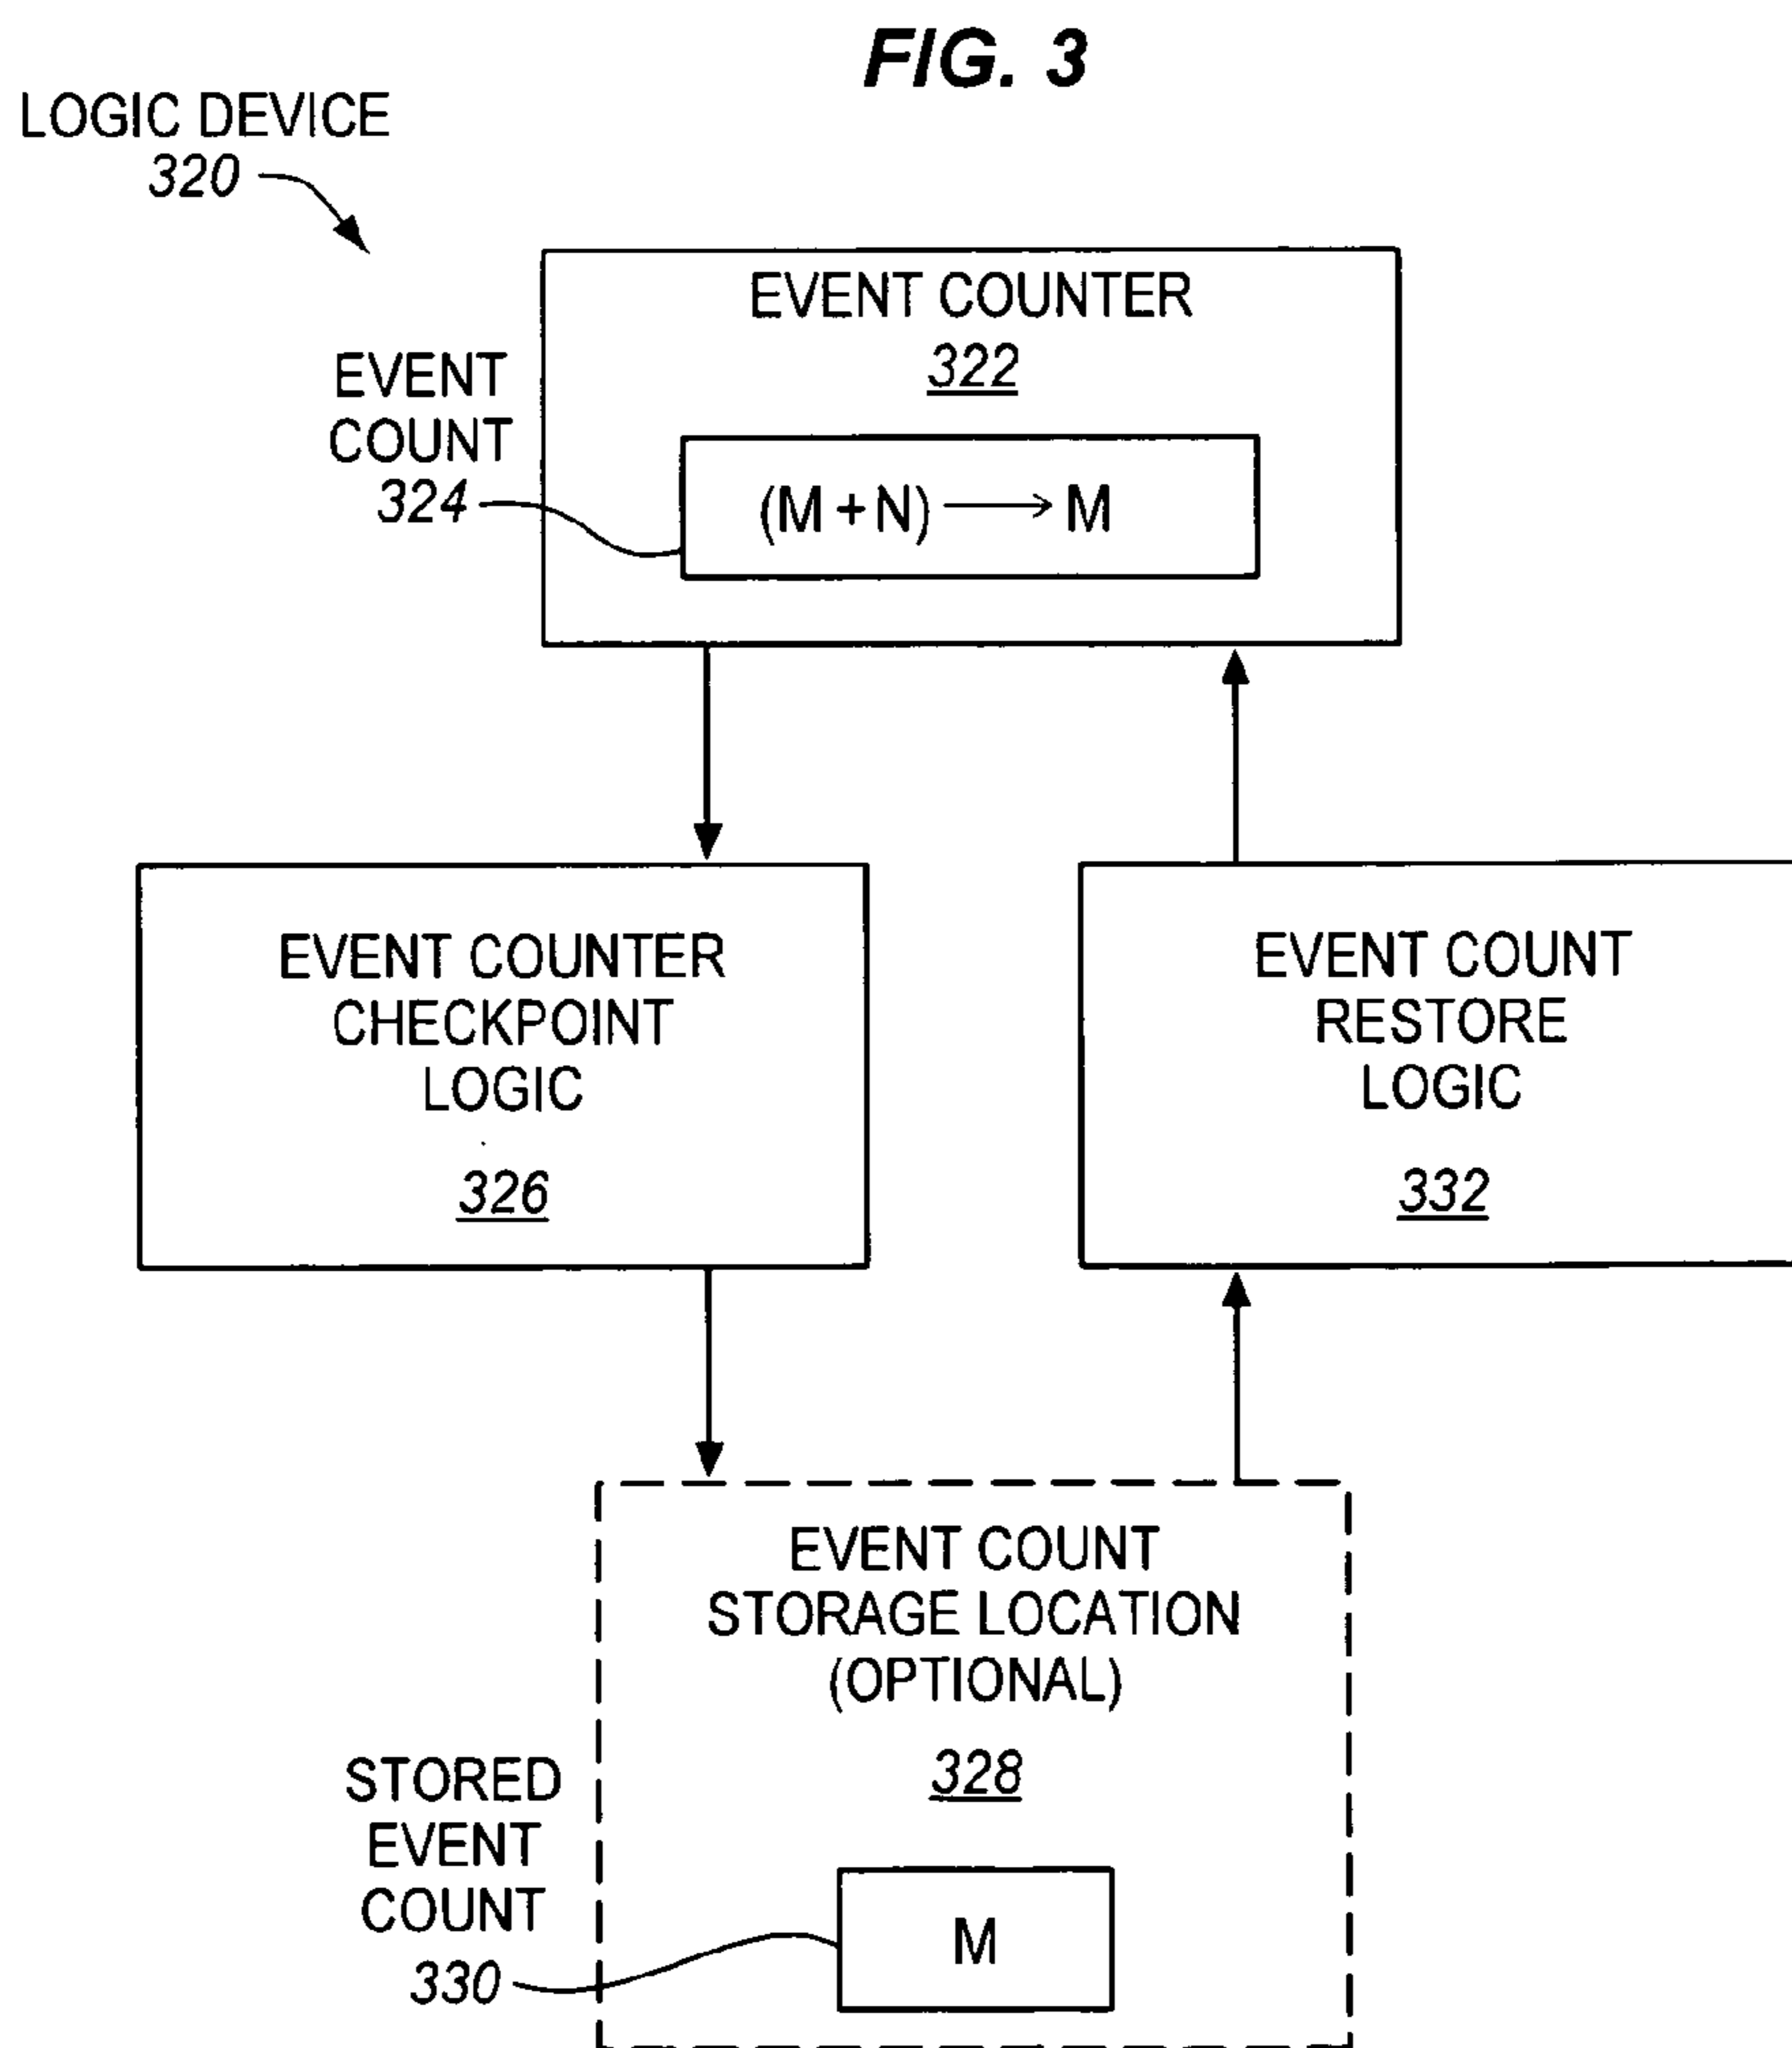 FIG. 3
LOGIC DEVICE
320
EVENT COUNTER
322
EVENT
COUNT
324
(M + N) → M
EVENT COUNTER
CHECKPOINT
LOGIC
326
EVENT COUNT
RESTORE
LOGIC
332
EVENT COUNT
STORAGE LOCATION
(OPTIONAL)
328
STORED
EVENT
COUNT
330
M